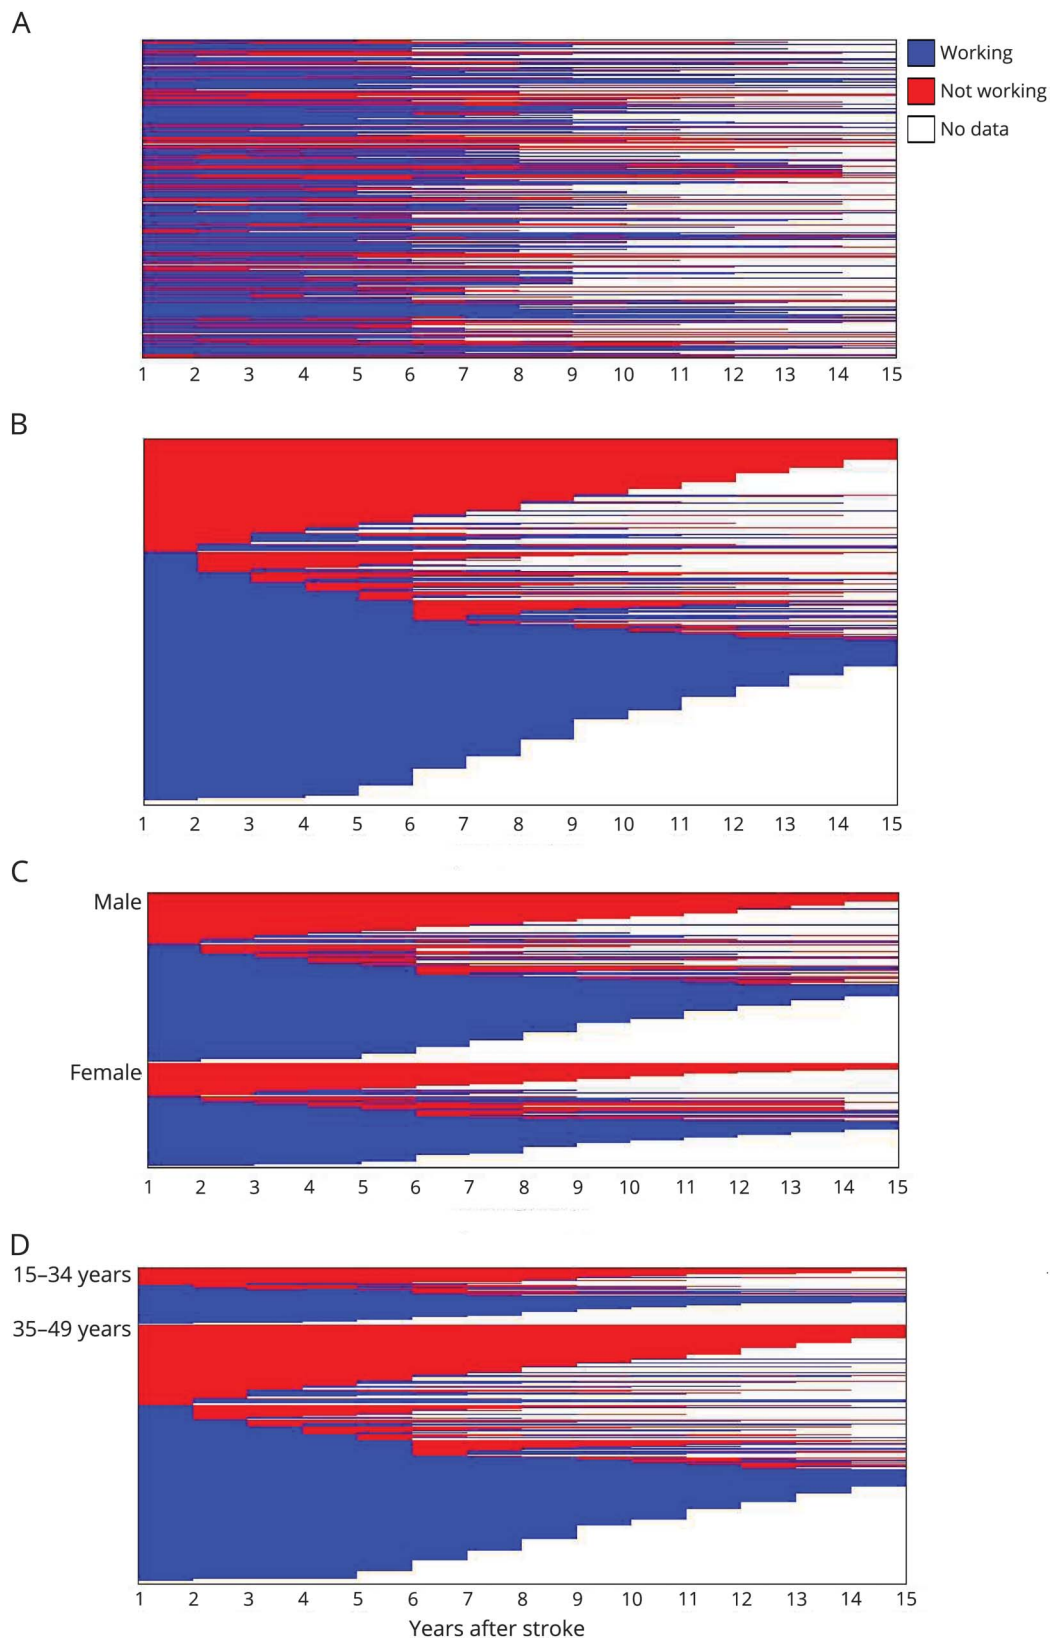 A
Working
Not working
No data
1 2 3 4 5 6 7 8 9 10 11 12 13 14 15
B
1 2 3 4 5 6 7 8 9 10 11 12 13 14 15
C
Male
Female
1 2 3 4 5 6 7 8 9 10 11 12 13 14 15
D
15–34 years
35–49 years
1 2 3 4 5 6 7 8 9 10 11 12 13 14 15
Years after stroke